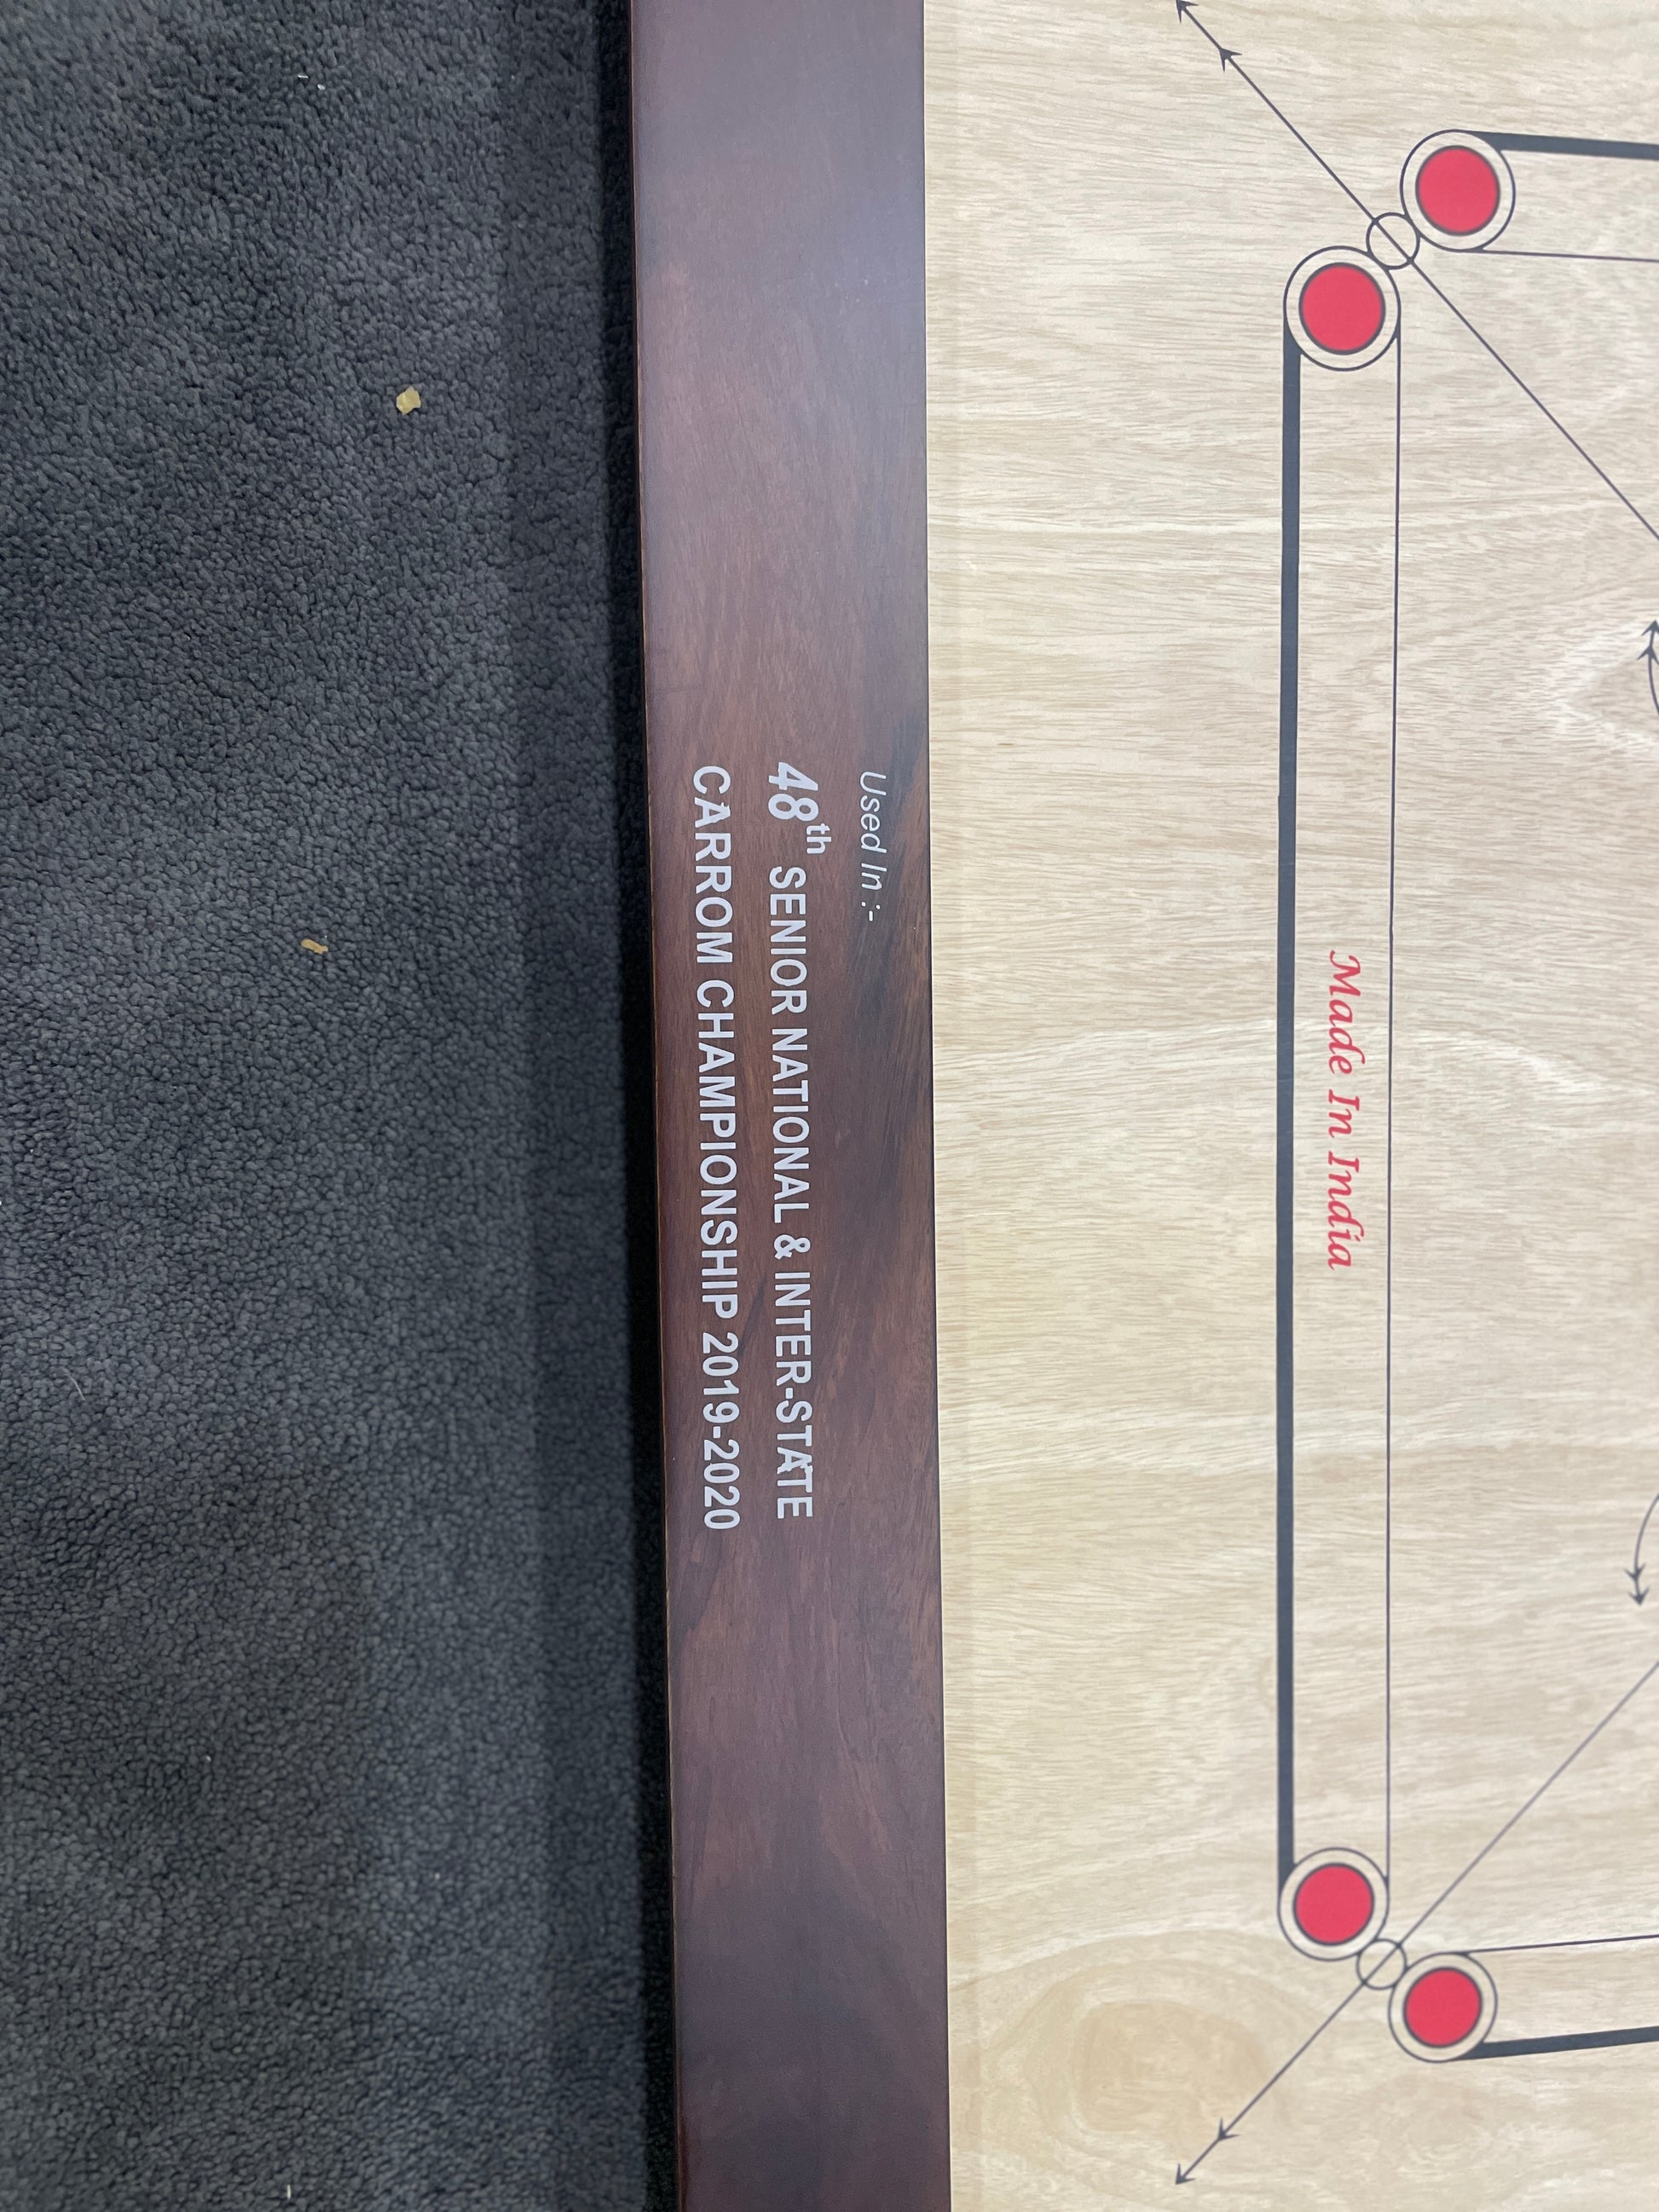 Used In :-
48th SENIOR NATIONAL & INTER-STATE
CARROM CHAMPIONSHIP 2019-2020
Made In India